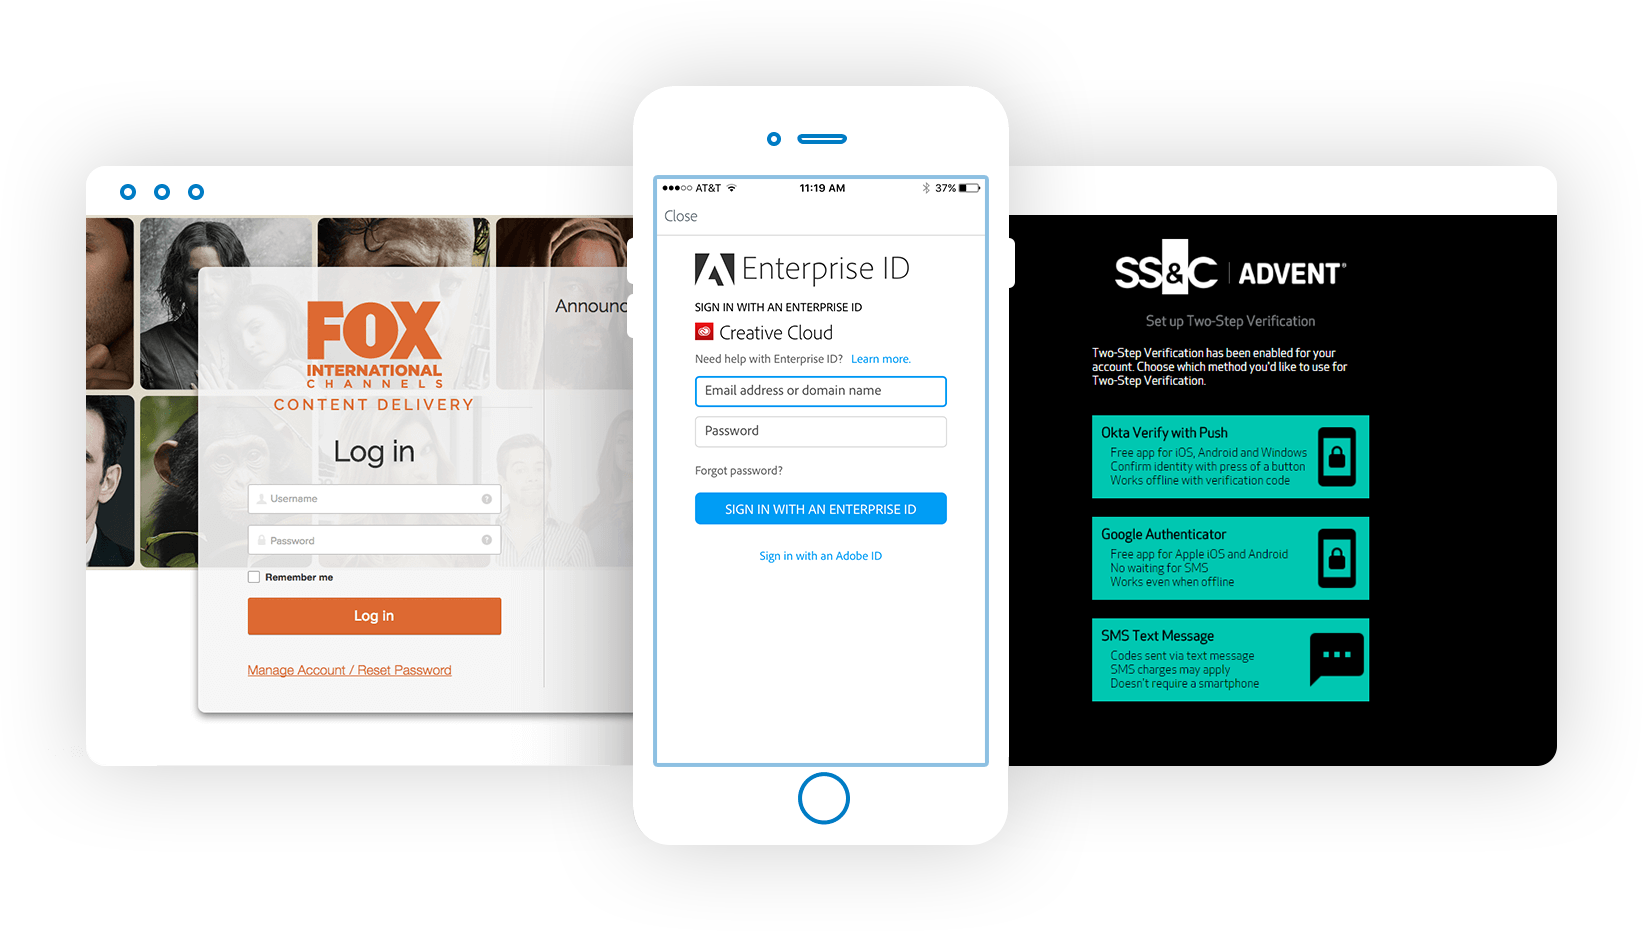 FOX
INTERNATIONAL
CHANNELS
CONTENT DELIVERY
Log in
Username
Password
Remember me
Log in
Manage Account / Reset Password
AT&T
11:19 AM
37%
Close
Enterprise ID
SIGN IN WITH AN ENTERPRISE ID
Creative Cloud
Need help with Enterprise ID? Learn more.
Email address or domain name
Password
Forgot password?
SIGN IN WITH AN ENTERPRISE ID
Sign in with an Adobe ID
SS&C | ADVENT®
Set up Two-Step Verification
Two-Step Verification has been enabled for your
account. Choose which method you'd like to use for
Two-Step Verification.
Okta Verify with Push
Free app for iOS, Android and Windows
Confirm identity with press of a button
Works offline with verification code
Google Authenticator
Free app for Apple iOS and Android
No waiting for SMS
Works even when offline
SMS Text Message
Codes sent via text message
SMS charges may apply
Doesn't require a smartphone